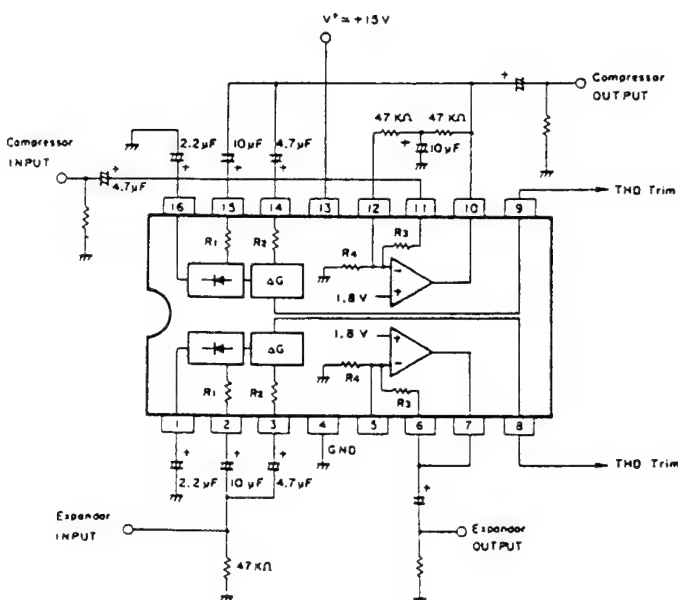 V⁺≃+15V
Compressor
OUTPUT
47 KΩ 47 KΩ
Compressor
INPUT
2.2µF 10µF 4.7µF
10µF
4.7µF
THD Trim
16 15 14 13 12 11 10 9
R1 R2 R3
R4
ΔG
1.8 V
1.8 V
ΔG
R4
R1 R2 R3
1 2 3 4 5 6 7 8
GND
THD Trim
2.2µF 10µF 4.7µF
Expandor
INPUT
Expandor
OUTPUT
47KΩ